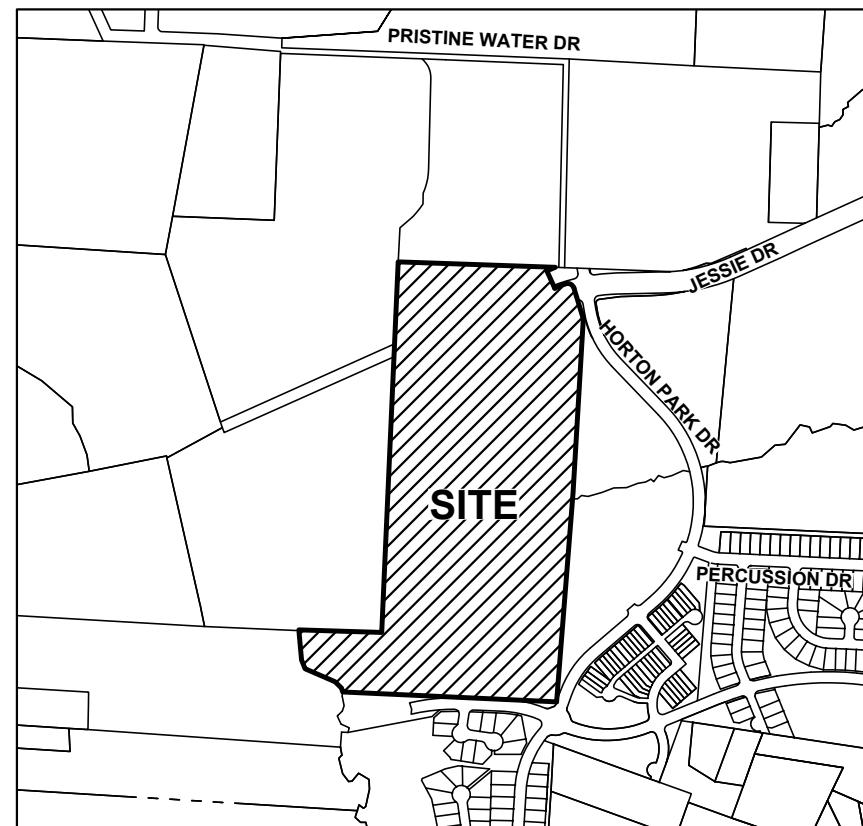 PRISTINE WATER DR
JESSIE DR
HORTON PARK DR
SITE
PERCUSSION DR